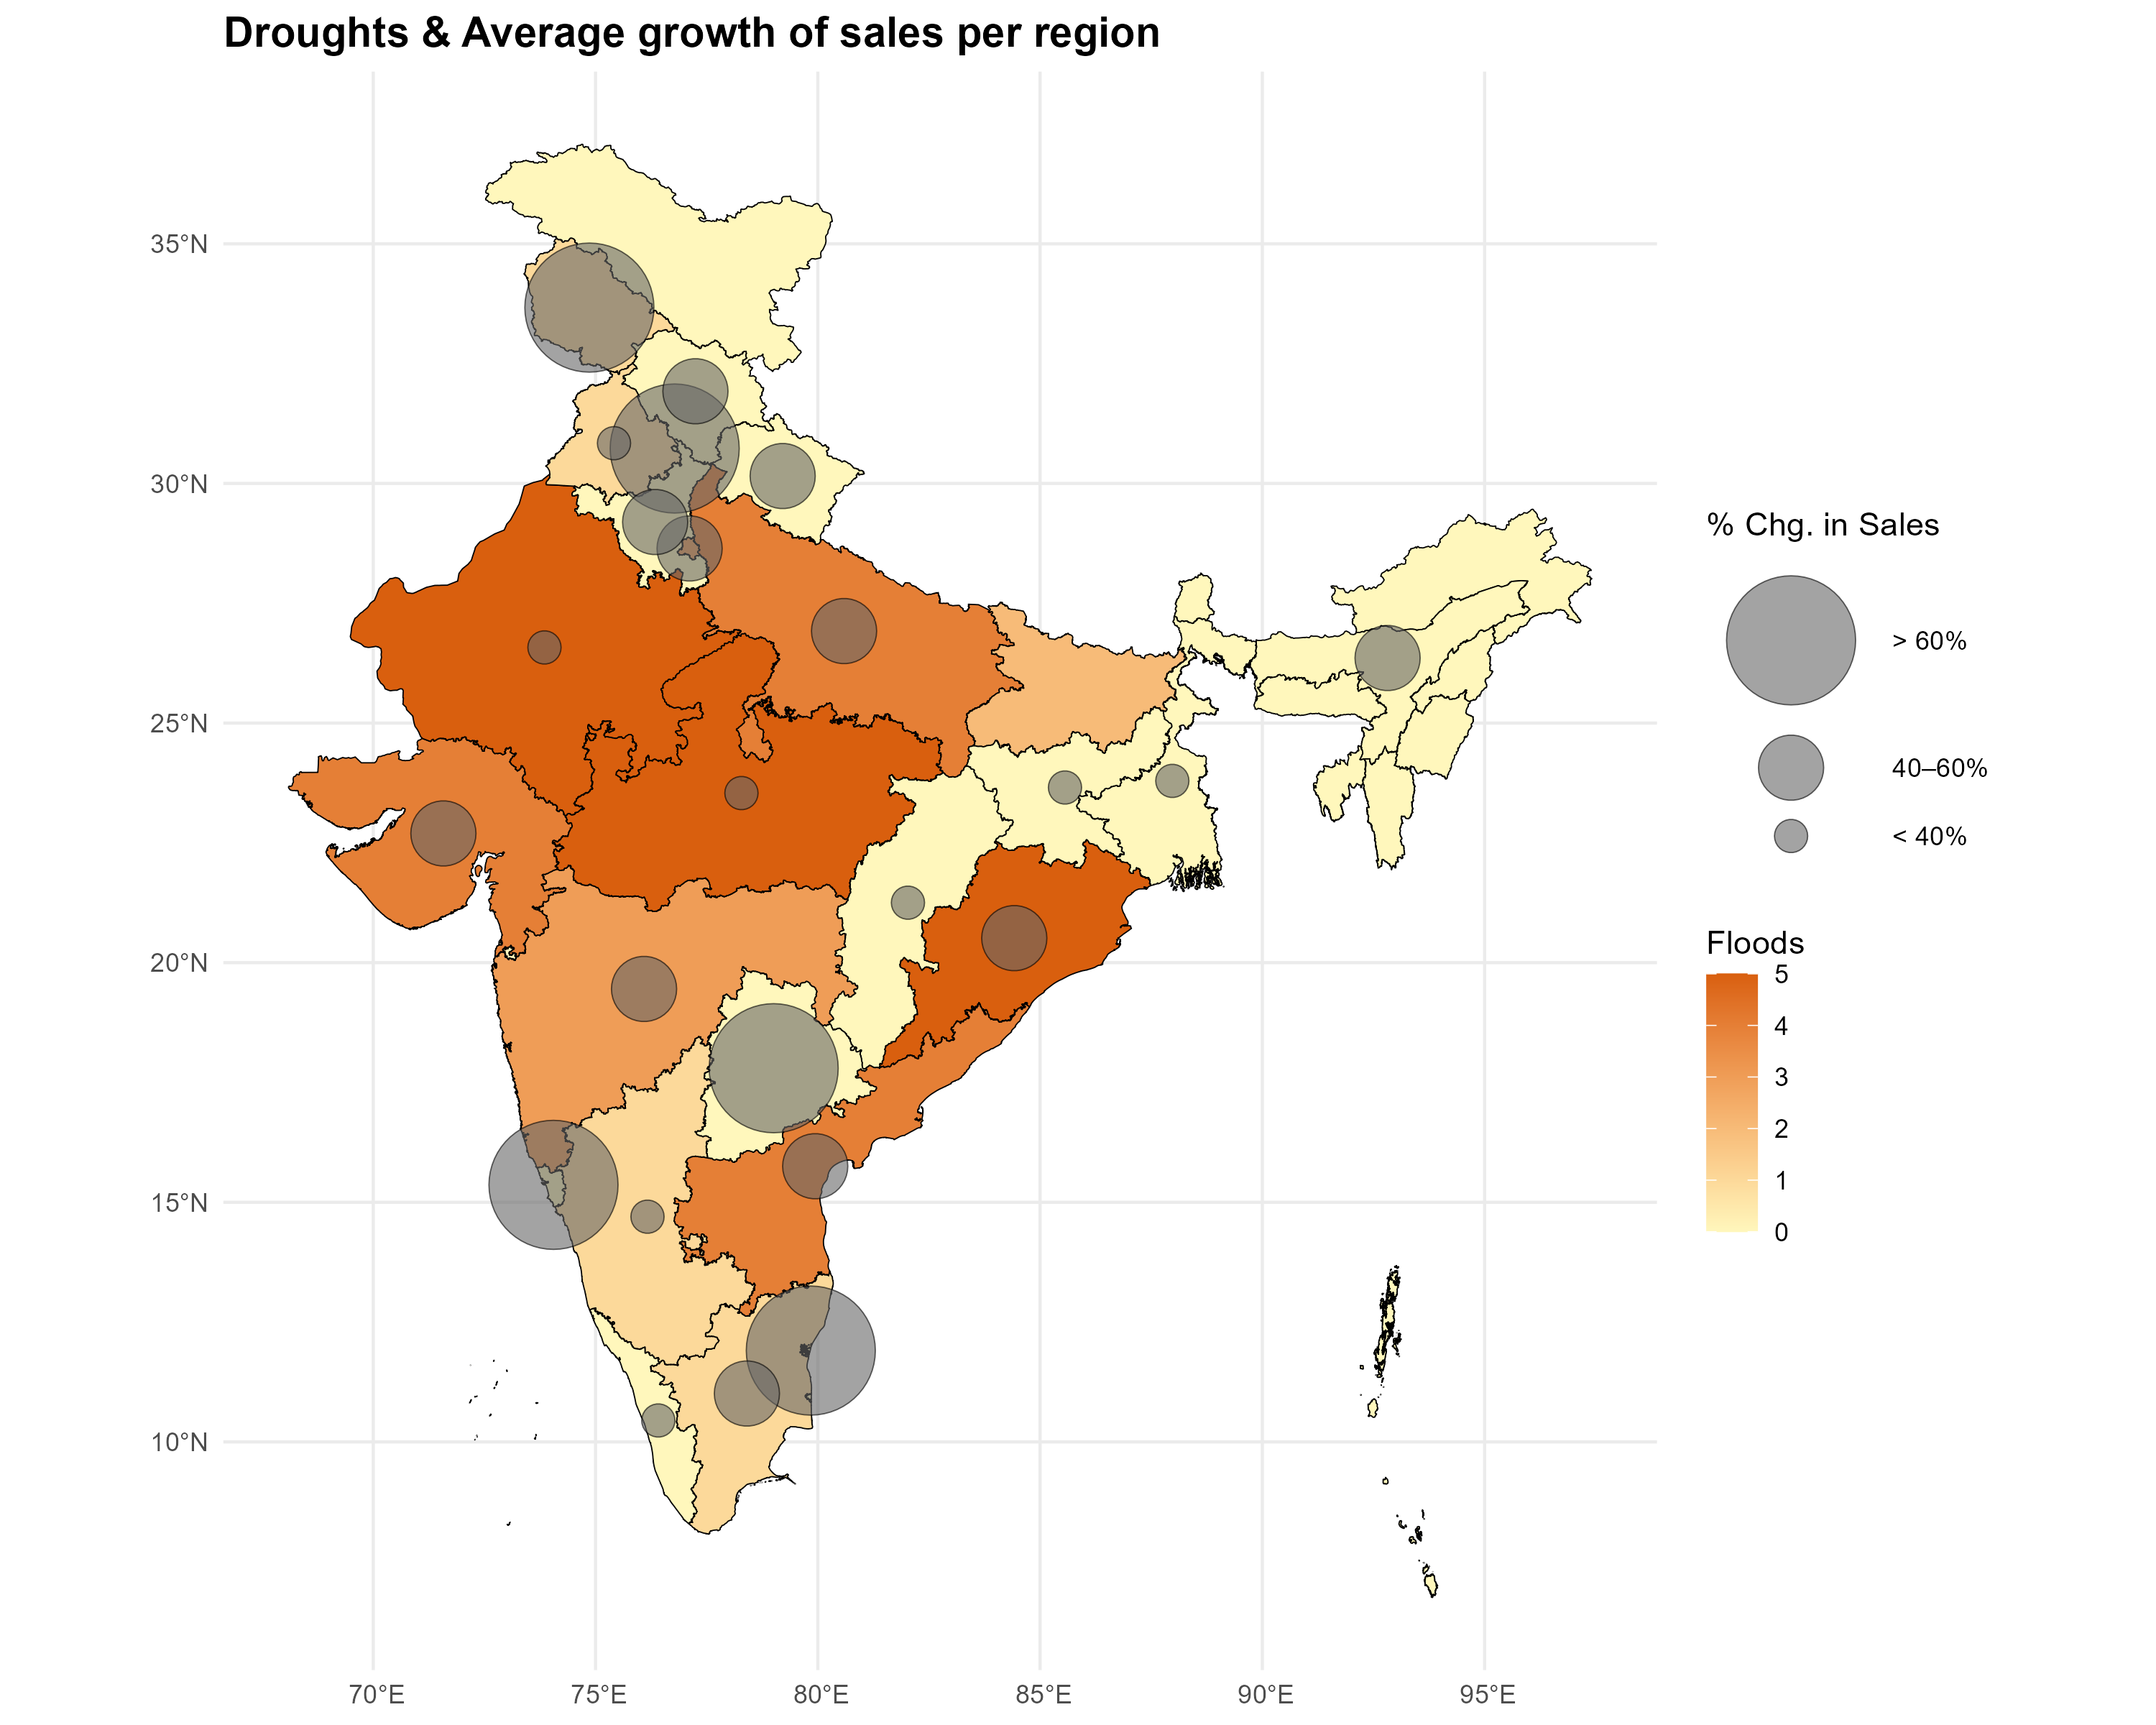 Droughts & Average growth of sales per region
35°N
30°N
25°N
20°N
15°N
10°N
70°E
75°E
80°E
85°E
90°E
95°E
% Chg. in Sales
> 60%
40–60%
< 40%
Floods
5
4
3
2
1
0